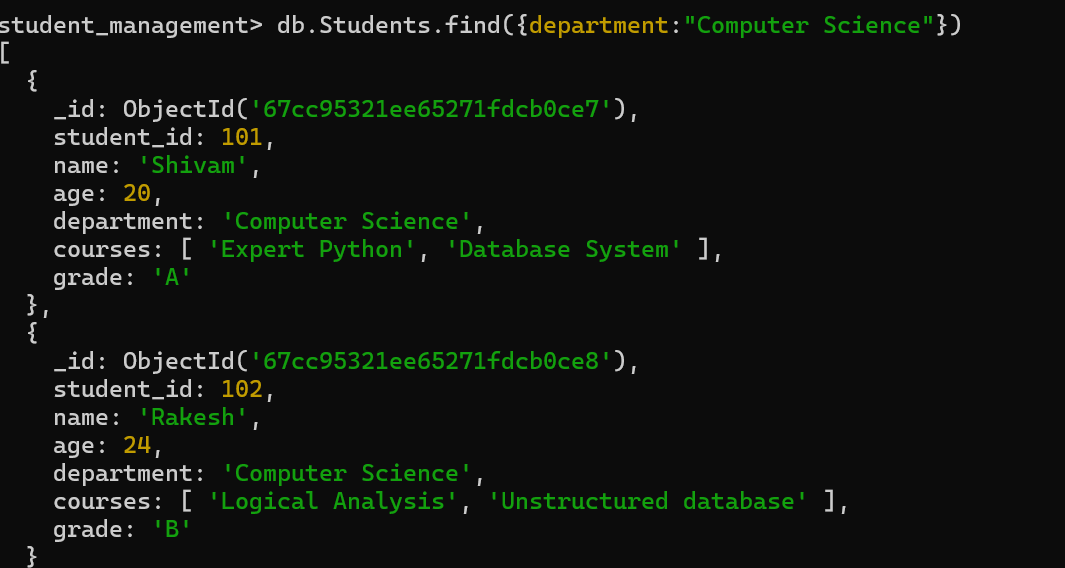 student_management> db.Students.find({department:"Computer Science"})
[
  {
    _id: ObjectId('67cc95321ee65271fdcb0ce7'),
    student_id: 101,
    name: 'Shivam',
    age: 20,
    department: 'Computer Science',
    courses: [ 'Expert Python', 'Database System' ],
    grade: 'A'
  },
  {
    _id: ObjectId('67cc95321ee65271fdcb0ce8'),
    student_id: 102,
    name: 'Rakesh',
    age: 24,
    department: 'Computer Science',
    courses: [ 'Logical Analysis', 'Unstructured database' ],
    grade: 'B'
  }